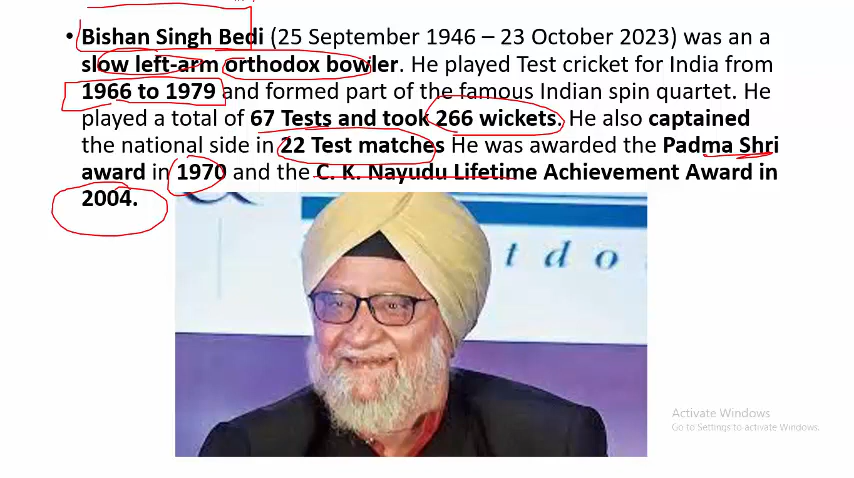 • Bishan Singh Bedi (25 September 1946 – 23 October 2023) was an a
slow left-arm orthodox bowler. He played Test cricket for India from
1966 to 1979 and formed part of the famous Indian spin quartet. He
played a total of 67 Tests and took 266 wickets. He also captained
the national side in 22 Test matches He was awarded the Padma Shri
award in 1970 and the C. K. Nayudu Lifetime Achievement Award in
2004.
t d o
Activate Windows
Go to Settings to activate Windows.